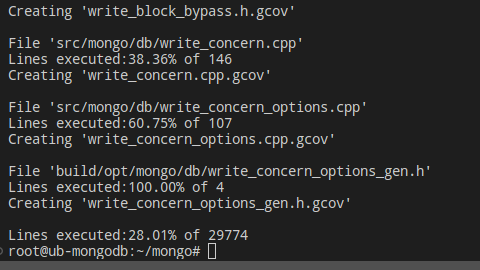 Creating 'write_block_bypass.h.gcov'
File 'src/mongo/db/write_concern.cpp'
Lines executed:38.36% of 146
Creating 'write_concern.cpp.gcov'
File 'src/mongo/db/write_concern_options.cpp'
Lines executed:60.75% of 107
Creating 'write_concern_options.cpp.gcov'
File 'build/opt/mongo/db/write_concern_options_gen.h'
Lines executed:100.00% of 4
Creating 'write_concern_options_gen.h.gcov'
Lines executed:28.01% of 29774
root@ub-mongodb:~/mongo#